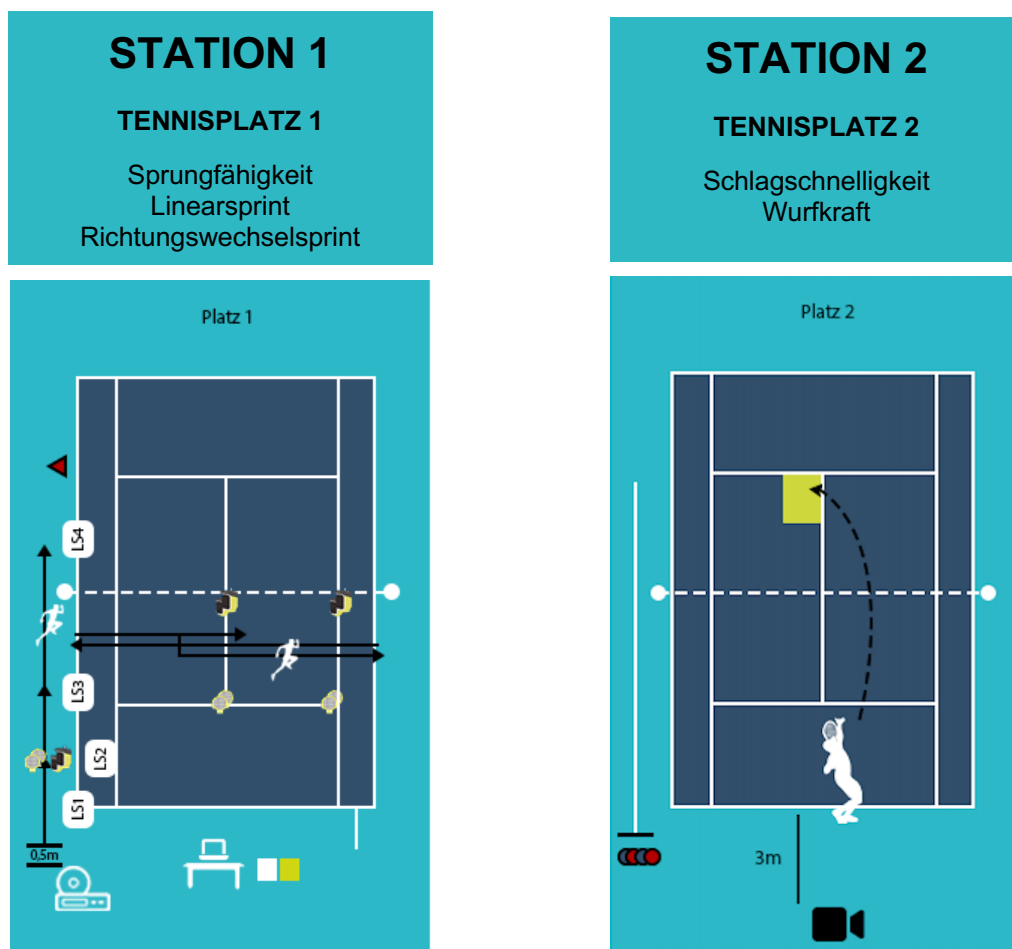 STATION 1
TENNISPLATZ 1
Sprungfähigkeit
Linearsprint
Richtungswechselsprint
Platz 1
LS4
LS3
LS2
LS1
0,5m
STATION 2
TENNISPLATZ 2
Schlagschnelligkeit
Wurfkraft
Platz 2
3m